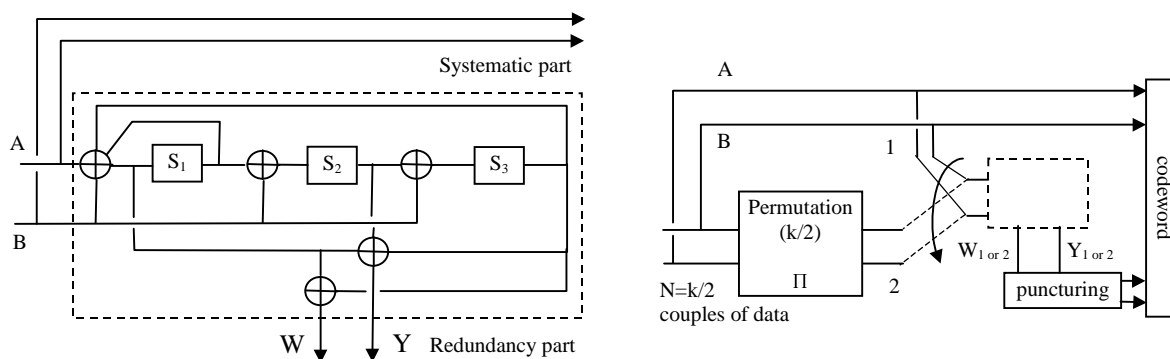 Systematic part
A
S1
S2
S3
B
W
Y
Redundancy part
A
B
1
Permutation
(k/2)
Π
2
N=k/2
couples of data
W1 or 2
Y1 or 2
puncturing
codeword